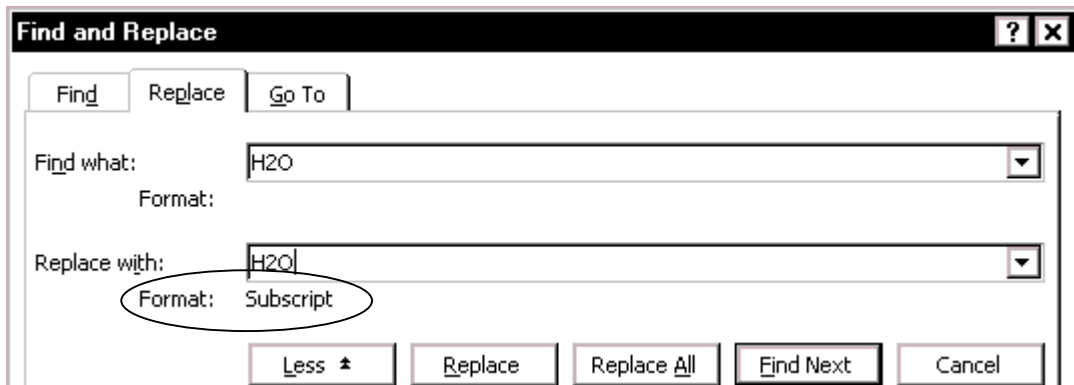 Find and Replace
Find Replace Go To
Find what: H2O
Format:
Replace with: H2O
Format: Subscript
Less Replace Replace All Find Next Cancel